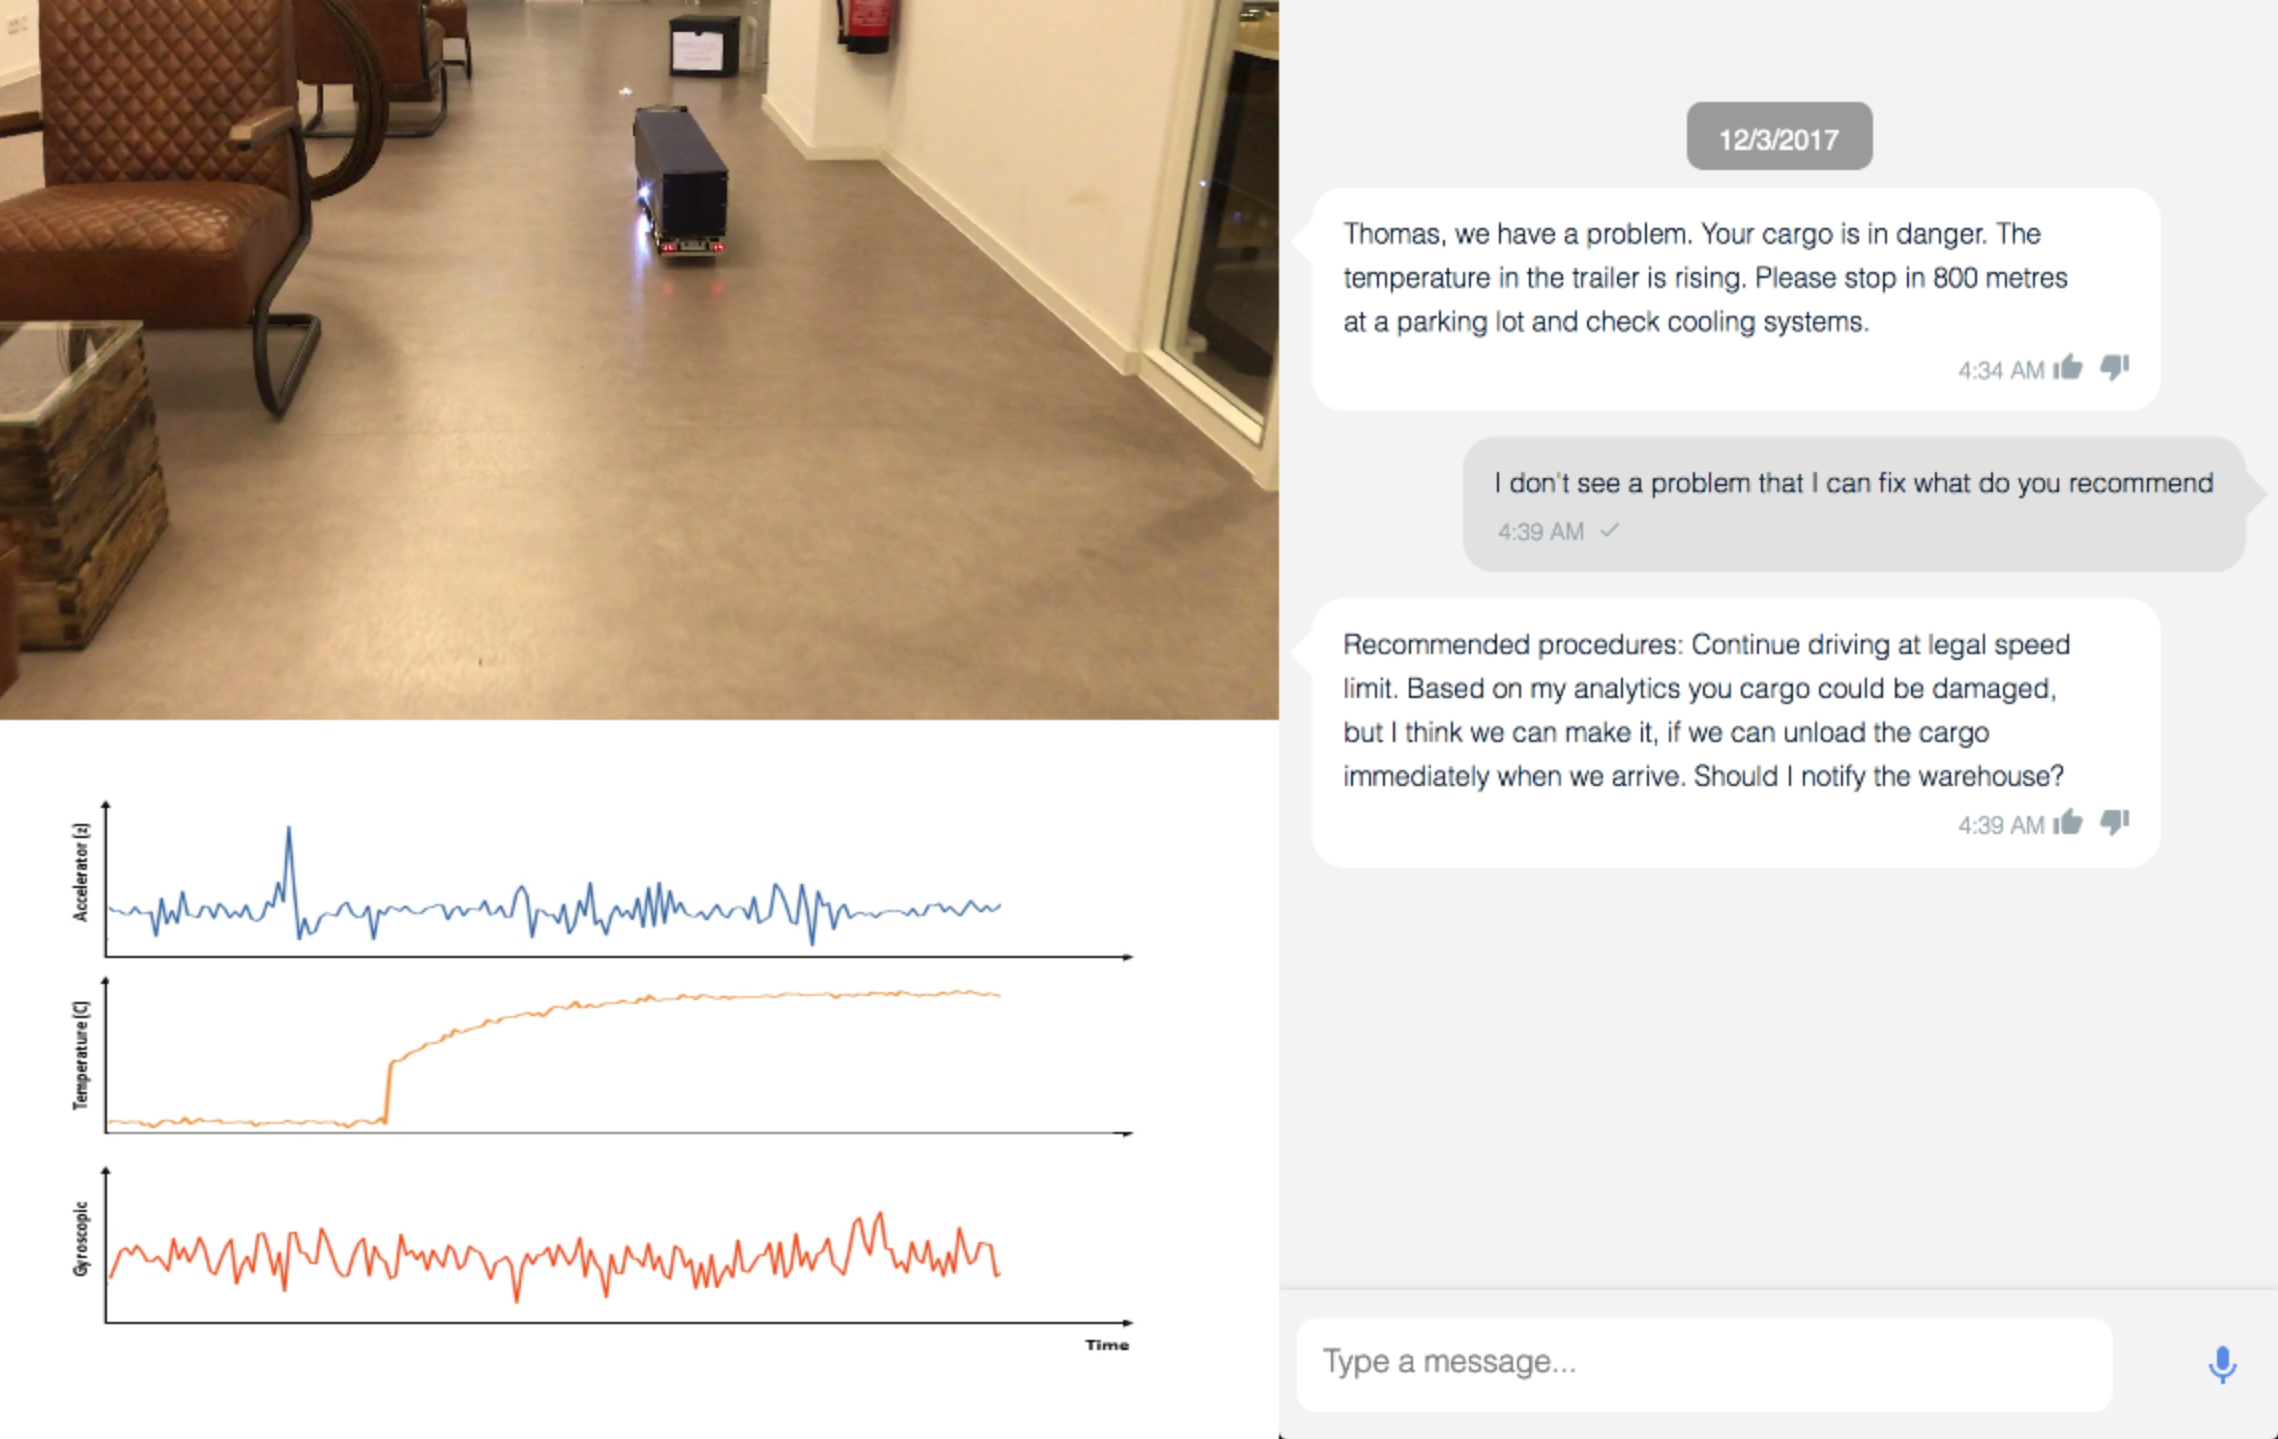 12/3/2017
Thomas, we have a problem. Your cargo is in danger. The
temperature in the trailer is rising. Please stop in 800 metres
at a parking lot and check cooling systems.
4:34 AM
I don't see a problem that I can fix what do you recommend
4:39 AM
Recommended procedures: Continue driving at legal speed
limit. Based on my analytics you cargo could be damaged,
but I think we can make it, if we can unload the cargo
immediately when we arrive. Should I notify the warehouse?
4:39 AM
Type a message...
Accelerator (z)
Temperature (C)
Gyroscopic
Time